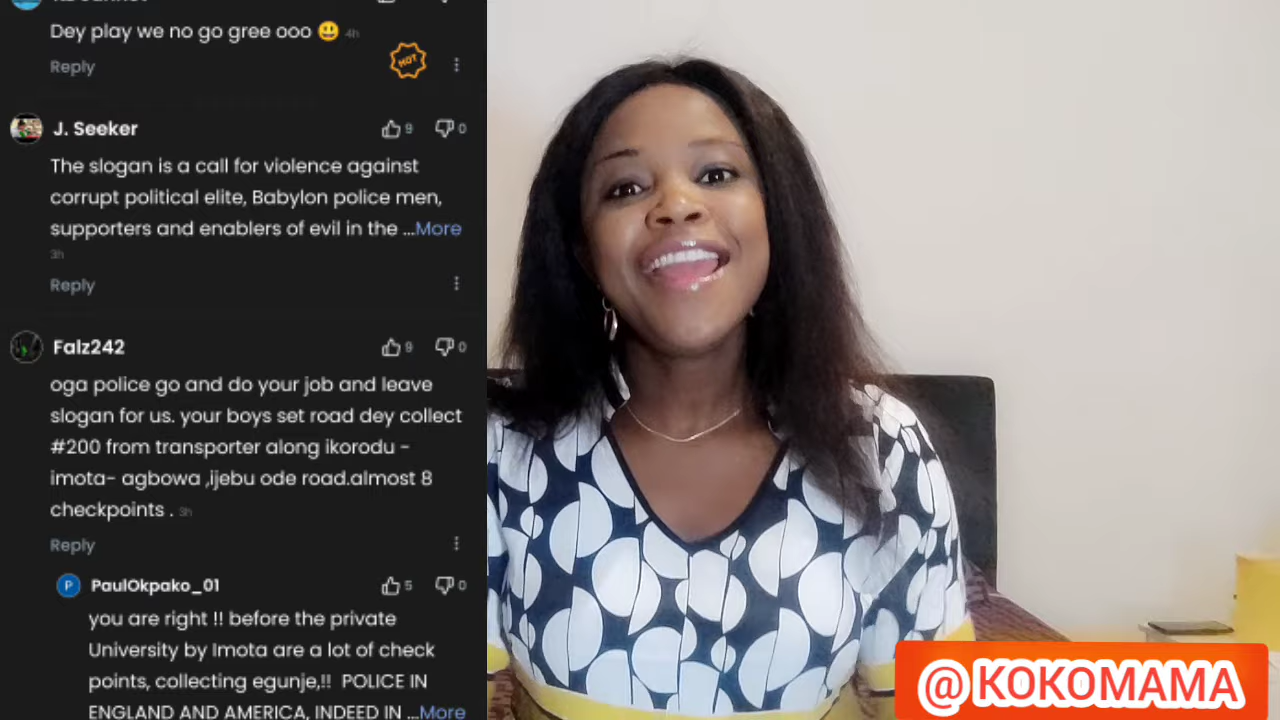 Dey play we no go gree ooo 😃 4h
Reply
HOT
J. Seeker
9 0
The slogan is a call for violence against
corrupt political elite, Babylon police men,
supporters and enablers of evil in the ...More
3h
Reply
Falz242
9 0
oga police go and do your job and leave
slogan for us. your boys set road dey collect
#200 from transporter along ikorodu -
imota- agbowa ,ijebu ode road.almost 8
checkpoints . 3h
Reply
P PaulOkpako_01
5 0
you are right !! before the private
University by Imota are a lot of check
points, collecting egunje,!! POLICE IN
ENGLAND AND AMERICA, INDEED IN ...More
@KOKOMAMA